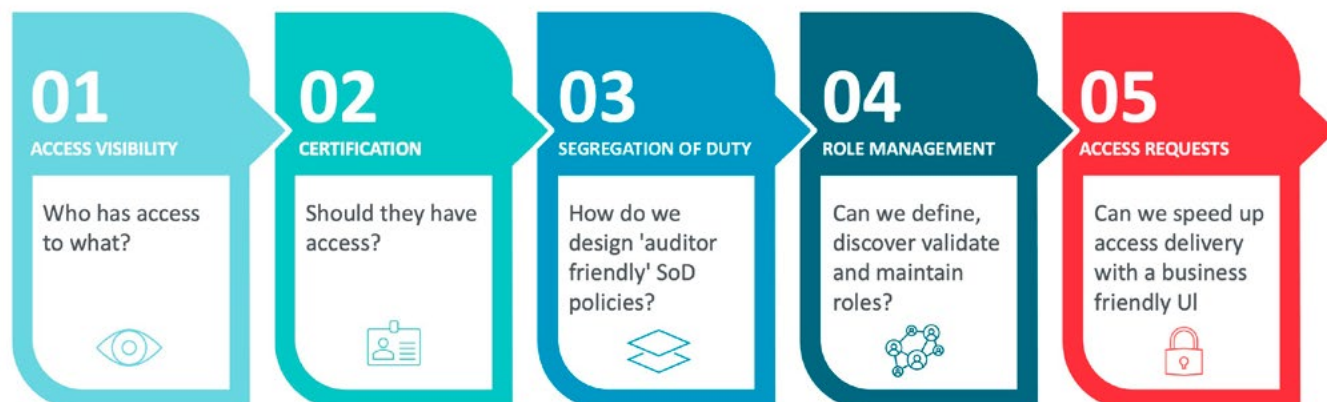 01
ACCESS VISIBILITY
Who has access
to what?
02
CERTIFICATION
Should they have
access?
03
SEGREGATION OF DUTY
How do we
design 'auditor
friendly' SoD
policies?
04
ROLE MANAGEMENT
Can we define,
discover validate
and maintain
roles?
05
ACCESS REQUESTS
Can we speed up
access delivery
with a business
friendly UI